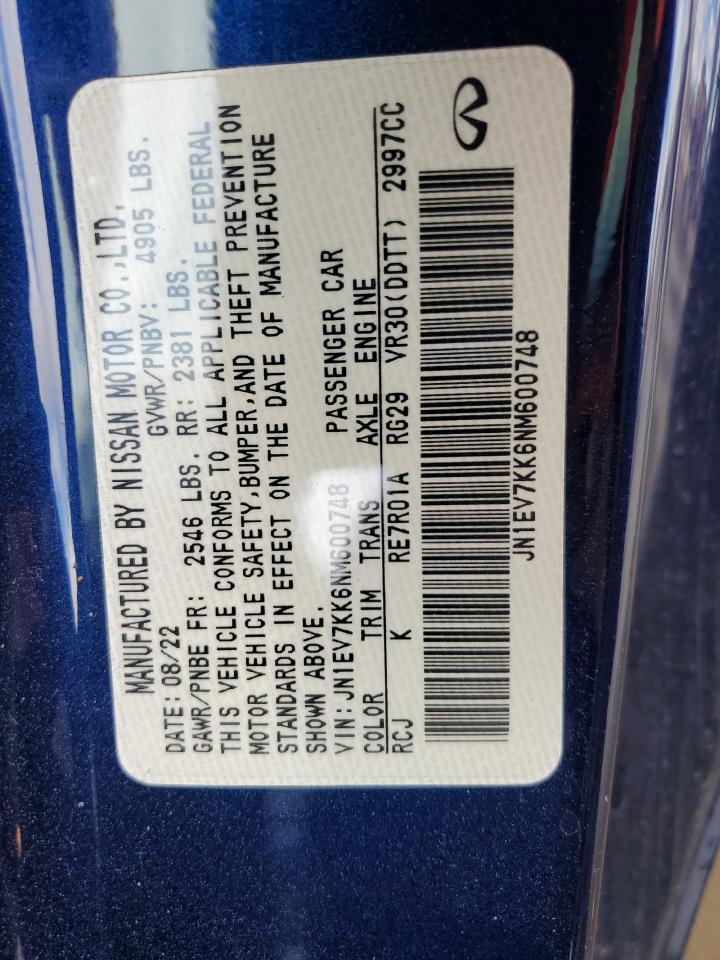 MANUFACTURED BY NISSAN MOTOR CO.,LTD.
DATE: 08/22 GVWR/PNBV: 4905 LBS.
GAWR/PNBE FR: 2546 LBS. RR: 2381 LBS.
THIS VEHICLE CONFORMS TO ALL APPLICABLE FEDERAL
MOTOR VEHICLE SAFETY,BUMPER,AND THEFT PREVENTION
STANDARDS IN EFFECT ON THE DATE OF MANUFACTURE
SHOWN ABOVE.
VIN: JN1EV7KK6NM600748 PASSENGER CAR
COLOR TRIM TRANS AXLE ENGINE
RCJ K RE7R01A RG29 VR30(DDTT) 2997CC
JN1EV7KK6NM600748